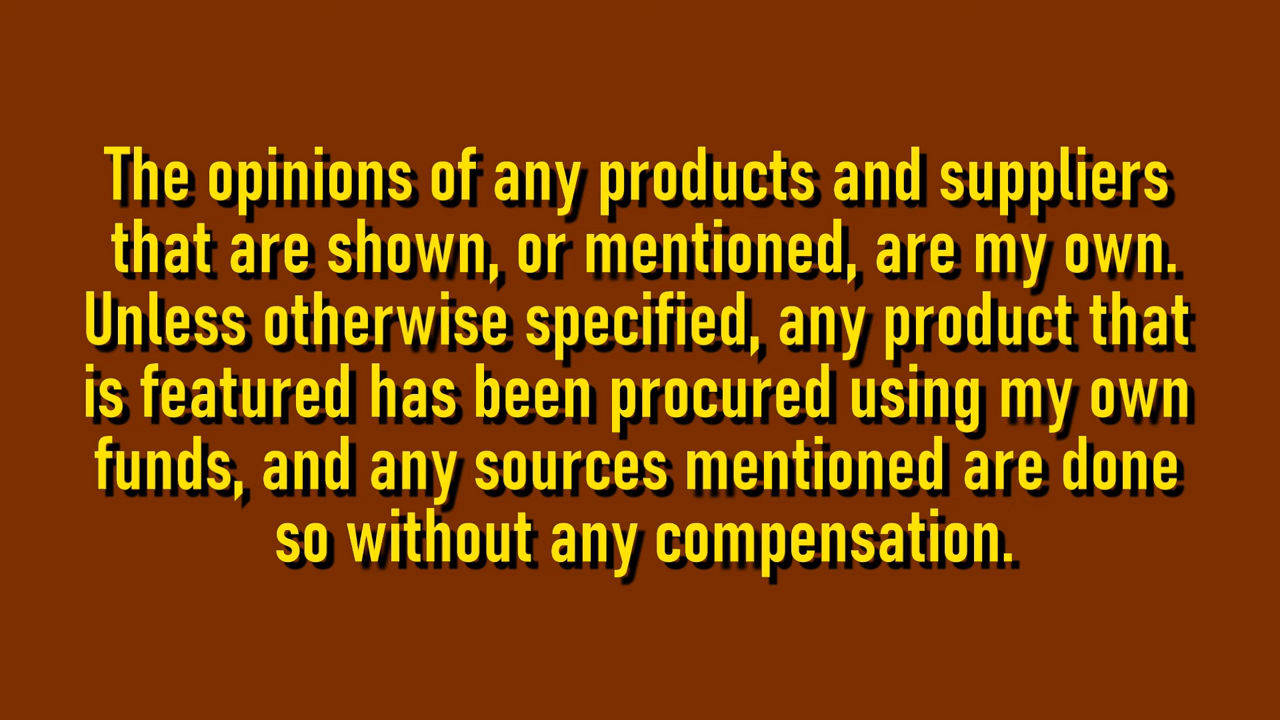 The opinions of any products and suppliers
that are shown, or mentioned, are my own.
Unless otherwise specified, any product that
is featured has been procured using my own
funds, and any sources mentioned are done
so without any compensation.